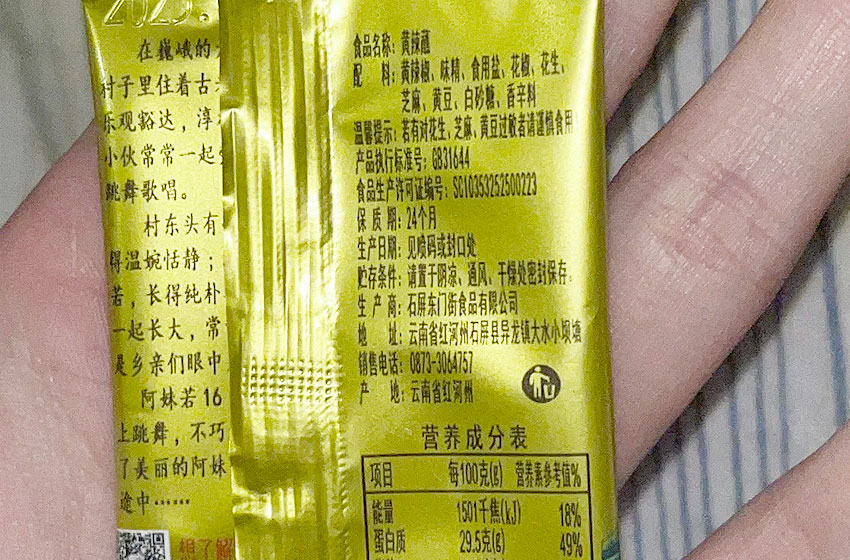 2023.
在巍峨的
村子里住着古
乐观豁达，淳
小伙常常一起
跳舞歌唱。
村东头有
得温婉恬静；
若，长得纯朴
一起长大，常
是乡亲们眼中
阿妹若16
上跳舞，不巧
了美丽的阿妹
途中……
想了解
食品名称：黄辣蘸
配 料：黄辣椒、味精、食用盐、花椒、花生、
芝麻、黄豆、白砂糖、香辛料
温馨提示：若有对花生、芝麻、黄豆过敏者请谨慎食用！
产品执行标准号：GB31644
食品生产许可证编号：SC10353252500223
保 质 期：24个月
生产日期：见喷码或封口处
贮存条件：请置于阴凉、通风、干燥处密封保存。
生 产 商：石屏东门街食品有限公司
地 址：云南省红河州石屏县异龙镇大水小坝塘
销售电话：0873-3064757
产 地：云南省红河州
营养成分表
项目 每100克(g) 营养素参考值%
能量 1501千焦(kJ) 18%
蛋白质 29.5克(g) 49%